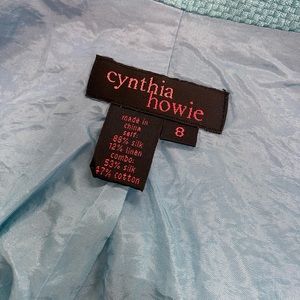 cynthia
howie
8
made in
china
self:
88% silk
12% linen
combo:
53% silk
47% cotton